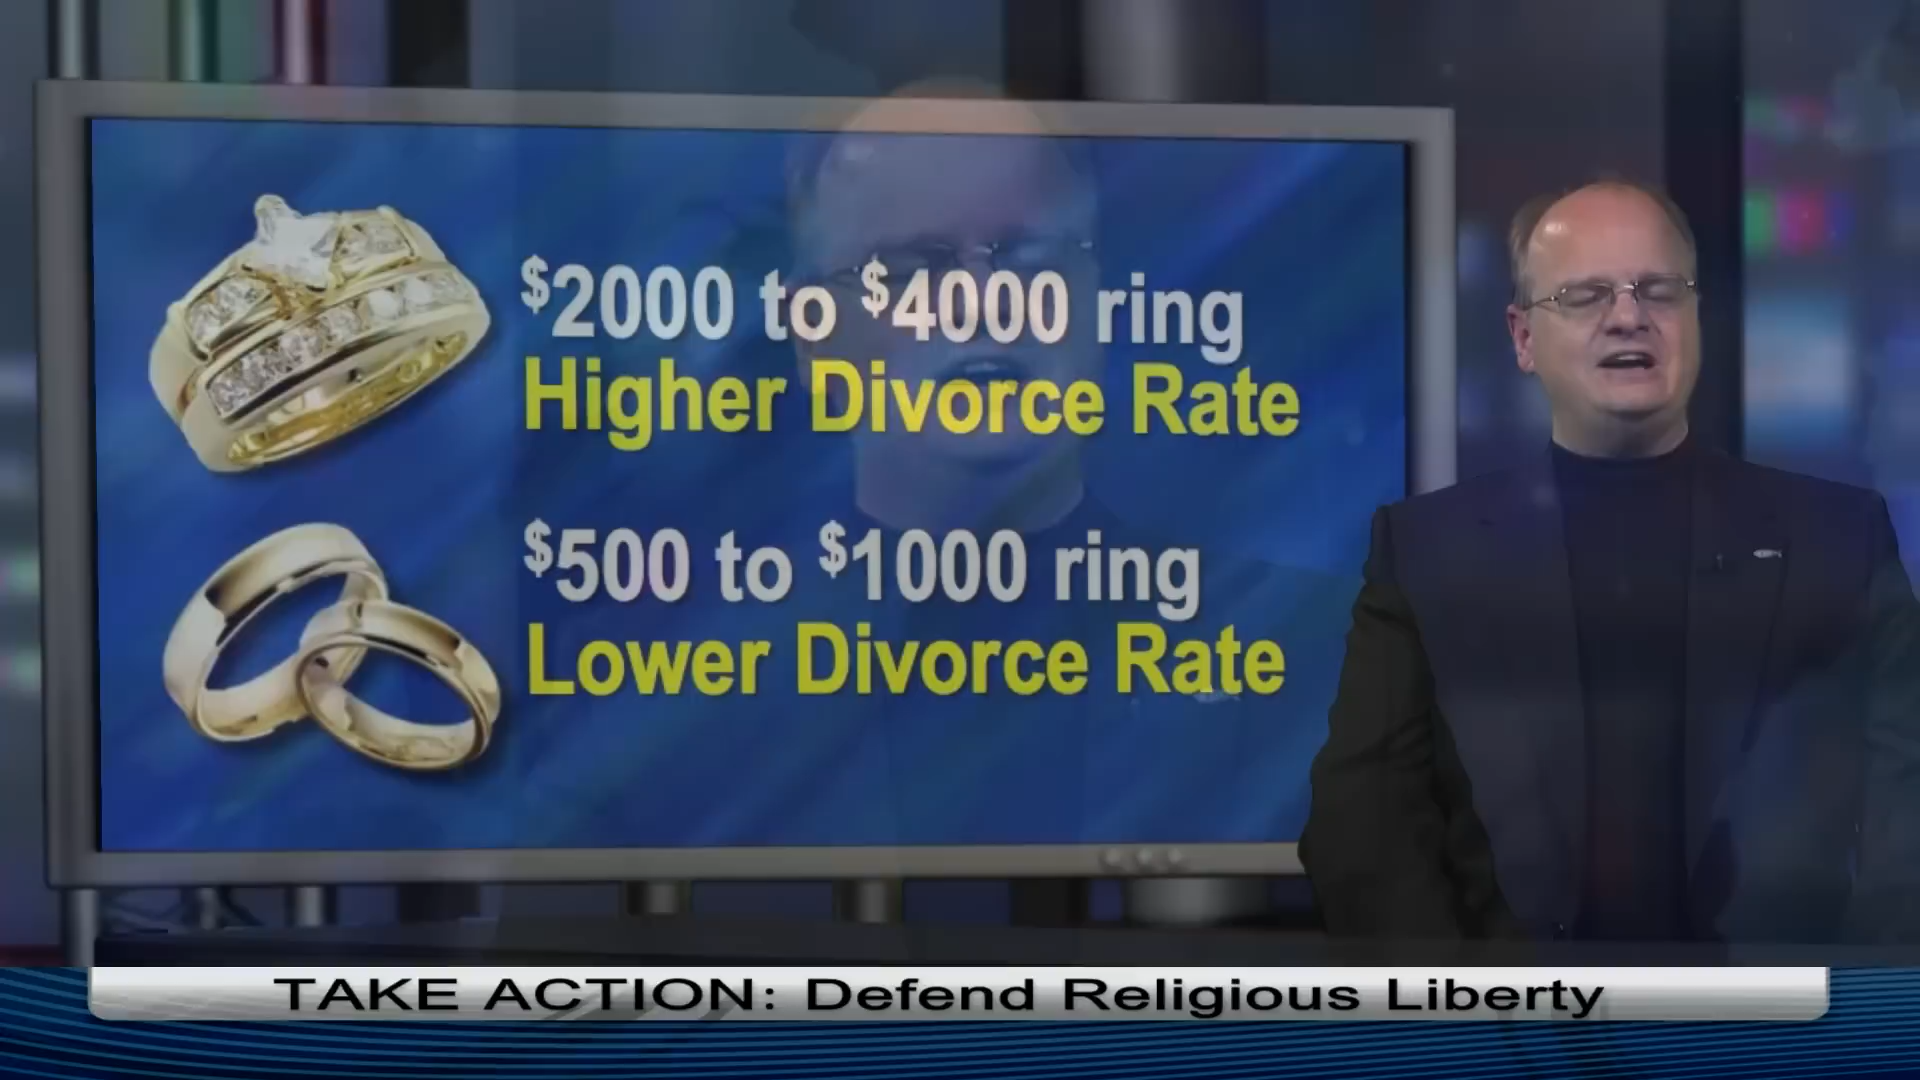 $2000 to $4000 ring
Higher Divorce Rate
$500 to $1000 ring
Lower Divorce Rate
TAKE ACTION: Defend Religious Liberty